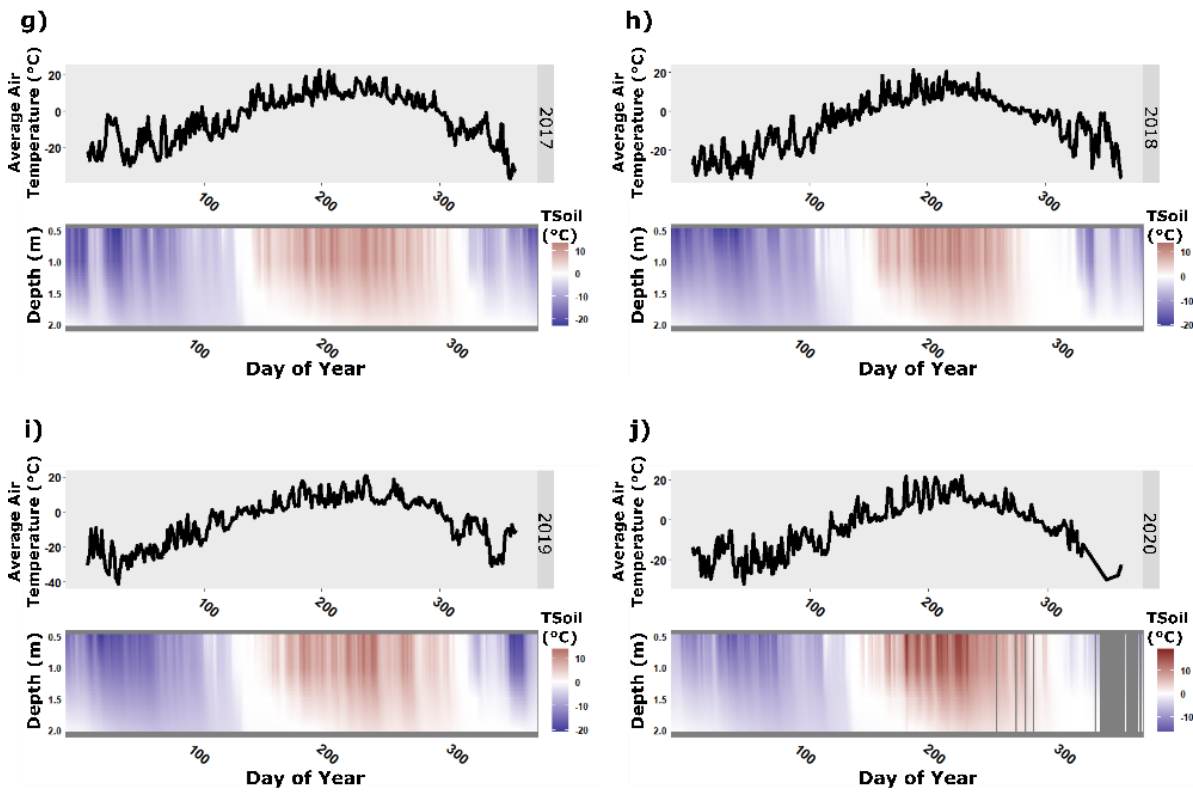 g)
Average Air
Temperature (°C)
20
0
-20
2017
100
200
300
Depth (m)
0.5
1.0
1.5
2.0
TSoil
(°C)
10
0
-10
-20
100
200
300
Day of Year
h)
Average Air
Temperature (°C)
20
0
-20
2018
100
200
300
Depth (m)
0.5
1.0
1.5
2.0
TSoil
(°C)
10
0
-10
-20
100
200
300
Day of Year
i)
Average Air
Temperature (°C)
20
0
-20
-40
2019
100
200
300
Depth (m)
0.5
1.0
1.5
2.0
TSoil
(°C)
10
0
-10
-20
100
200
300
Day of Year
j)
Average Air
Temperature (°C)
20
0
-20
2020
100
200
300
Depth (m)
0.5
1.0
1.5
2.0
TSoil
(°C)
10
0
-10
100
200
300
Day of Year